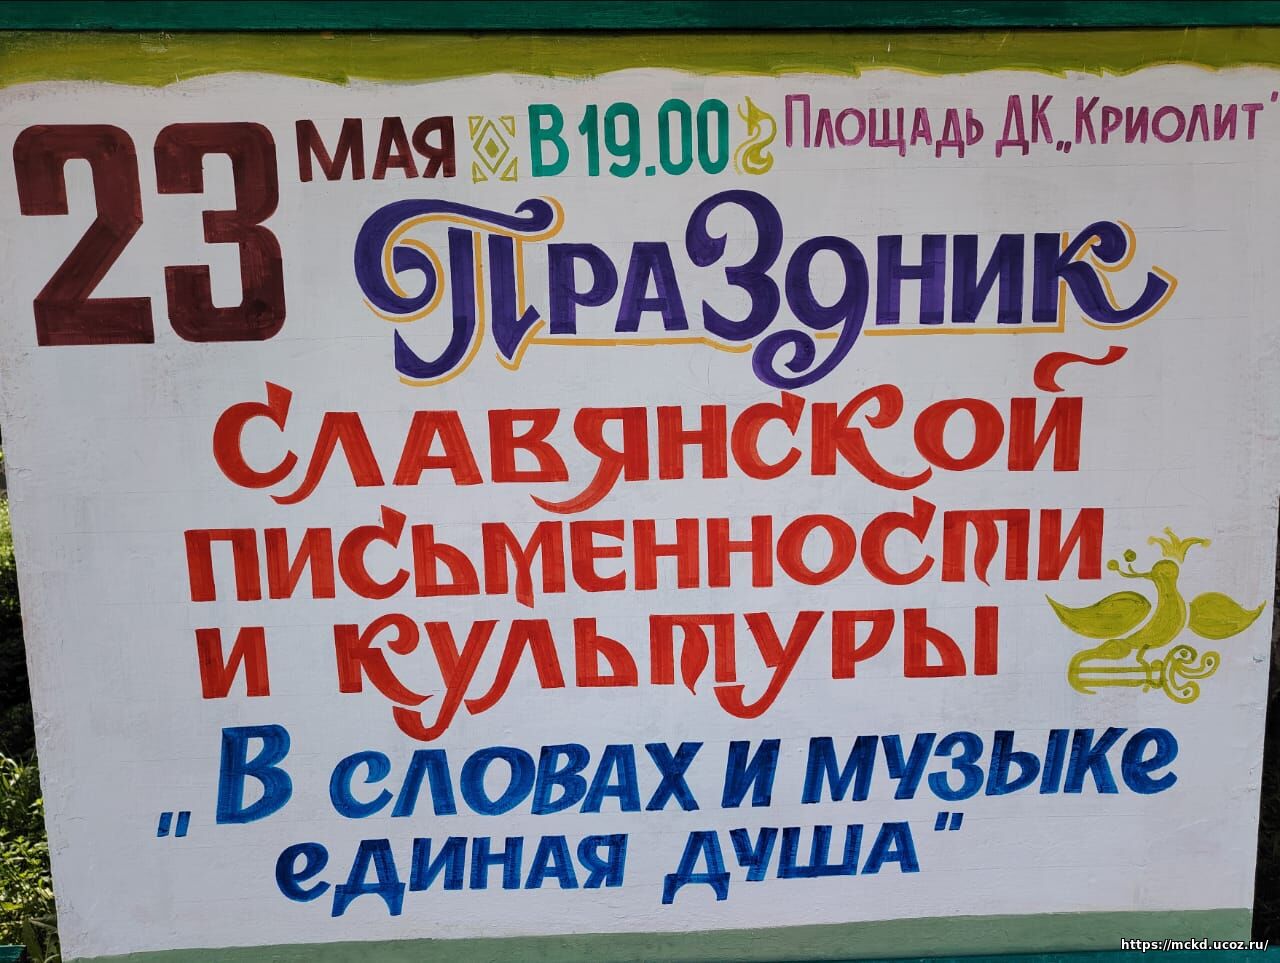 23 МАЯ В 19.00 ПЛОЩАДЬ ДК „КРИОЛИТ"
ПРАЗДНИК
СЛАВЯНСКОЙ
ПИСЬМЕННОСТИ
И КУЛЬТУРЫ
„В СЛОВАХ И МУЗЫКЕ
ЕДИНАЯ ДУША"
https://mckd.ucoz.ru/